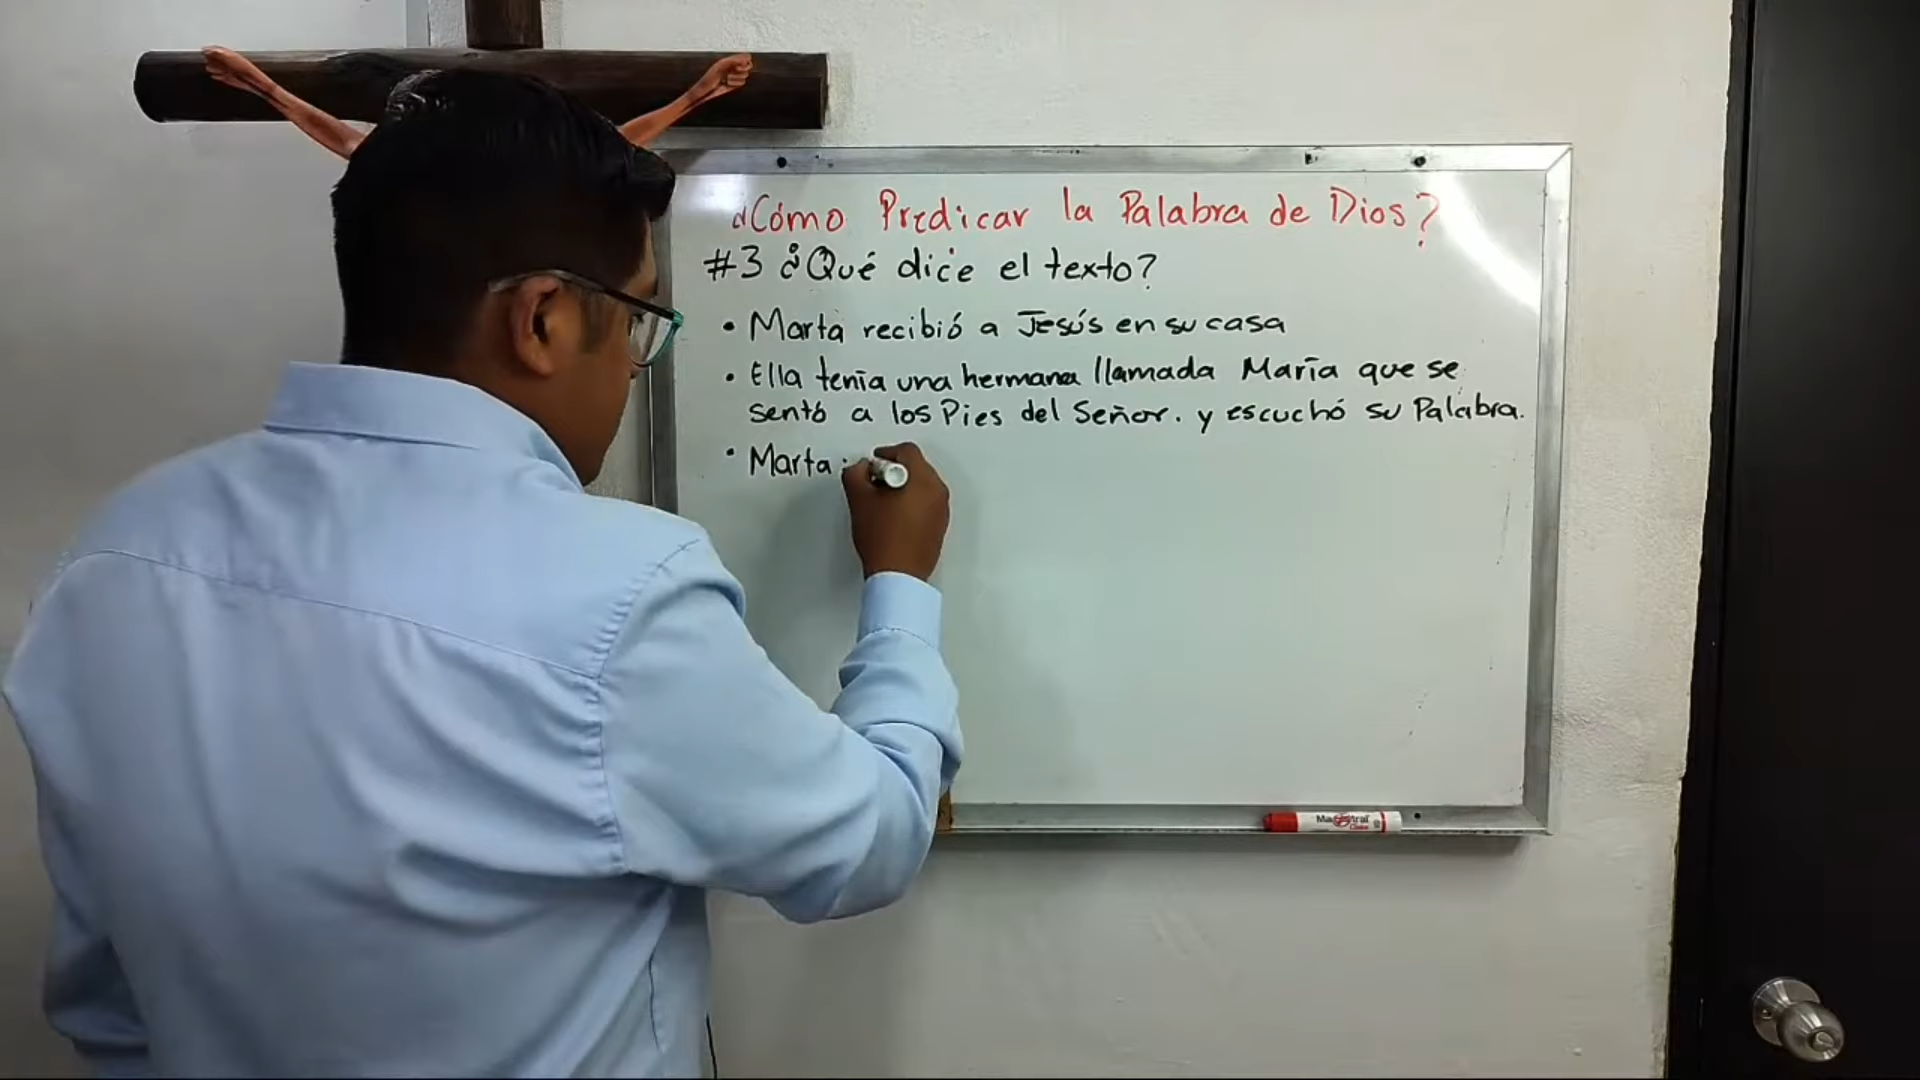 ¿Cómo Predicar la Palabra de Dios?
#3 ¿Qué dice el texto?
• Marta recibió a Jesús en su casa
• Ella tenía una hermana llamada María que se
sentó a los Pies del Señor. y escuchó su Palabra.
• Marta
Magistral